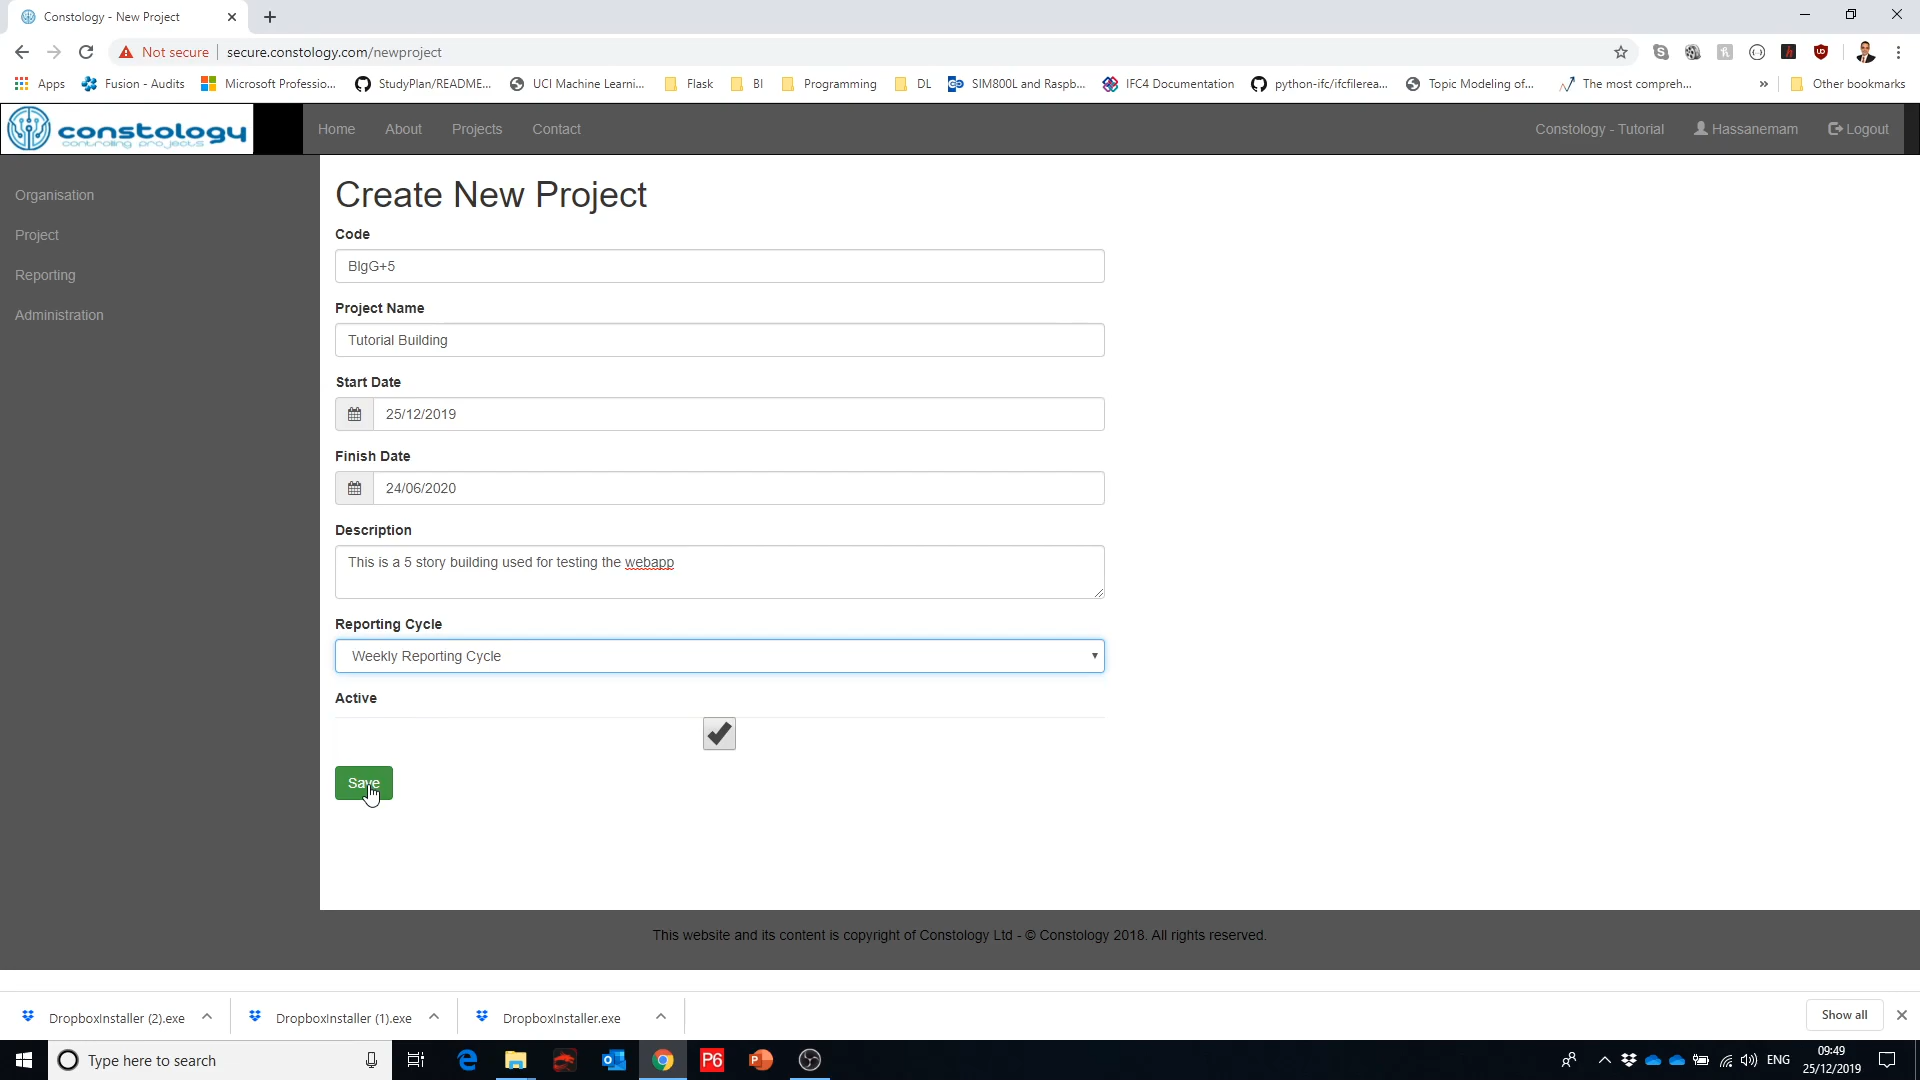 Constology - New Project
Not secure secure.constology.com/newproject
Apps Fusion - Audits Microsoft Professio... StudyPlan/README... UCI Machine Learni... Flask BI Programming DL SIM800L and Raspb... IFC4 Documentation python-ifc/ifcfilerea... Topic Modeling of... The most compreh... » Other bookmarks
constology
controlling projects
Home About Projects Contact Constology - Tutorial Hassanemam Logout
Organisation
Project
Reporting
Administration
Create New Project
Code
BlgG+5
Project Name
Tutorial Building
Start Date
25/12/2019
Finish Date
24/06/2020
Description
This is a 5 story building used for testing the webapp
Reporting Cycle
Weekly Reporting Cycle
Active
Save
This website and its content is copyright of Constology Ltd - © Constology 2018. All rights reserved.
DropboxInstaller (2).exe DropboxInstaller (1).exe DropboxInstaller.exe Show all
Type here to search P6 ENG 09:49
25/12/2019